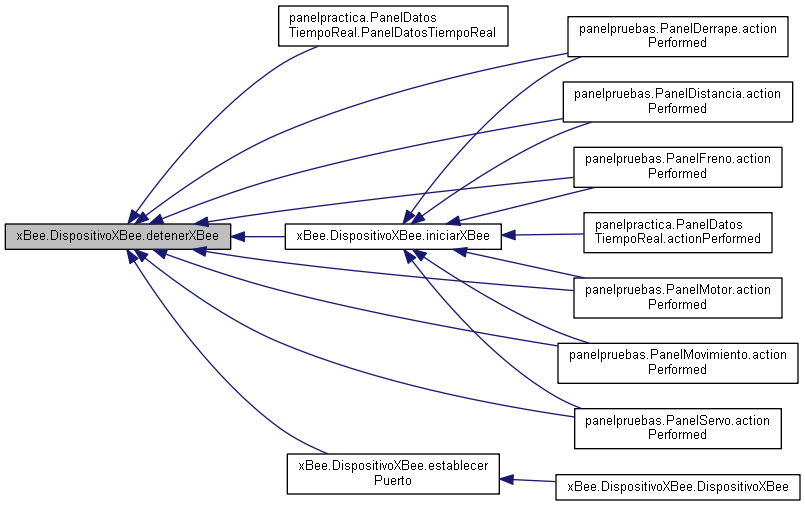 panelpractica.PanelDatos
TiempoReal.PanelDatosTiempoReal
panelpruebas.PanelDerrape.action
Performed
panelpruebas.PanelDistancia.action
Performed
panelpruebas.PanelFreno.action
Performed
xBee.DispositivoXBee.detenerXBee
xBee.DispositivoXBee.iniciarXBee
panelpractica.PanelDatos
TiempoReal.actionPerformed
panelpruebas.PanelMotor.action
Performed
panelpruebas.PanelMovimiento.action
Performed
panelpruebas.PanelServo.action
Performed
xBee.DispositivoXBee.establecer
Puerto
xBee.DispositivoXBee.DispositivoXBee